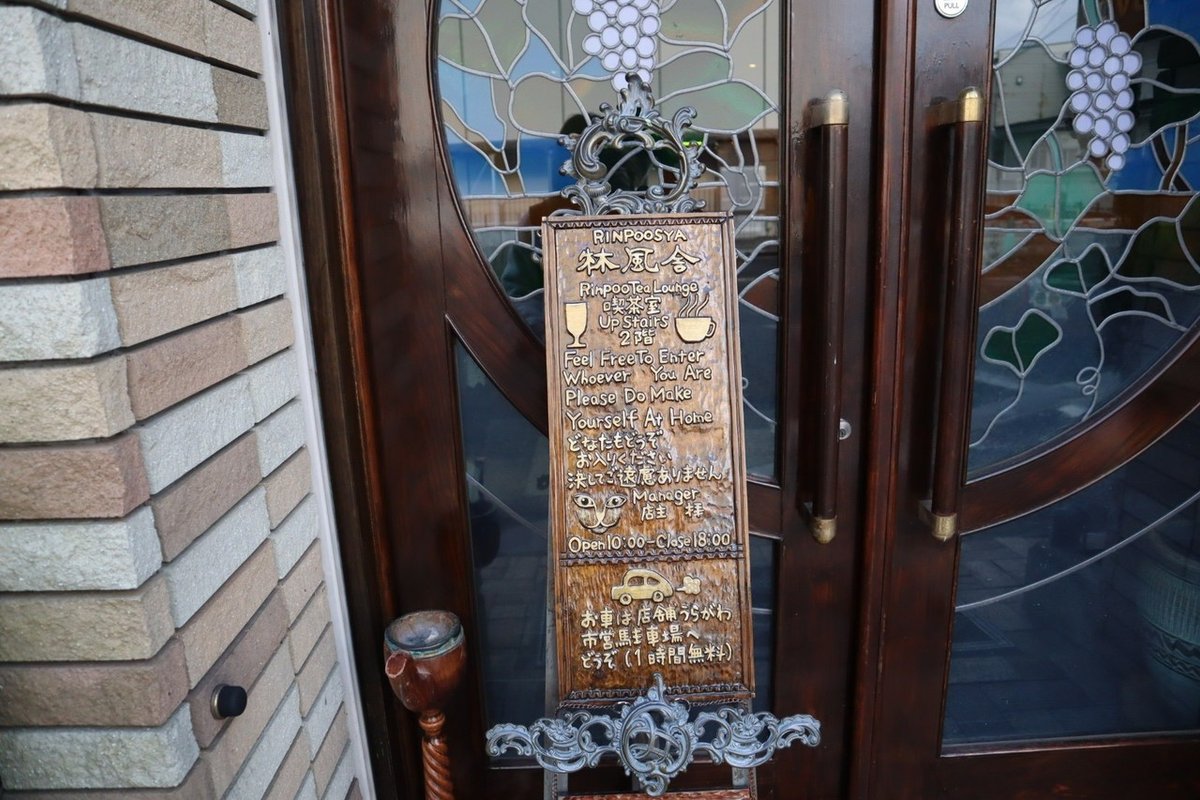 PULL
RINPOOSYA
林風舎
RinPOO Tea Lounge
喫茶室
Up Stairs
2階
Feel Free To Enter
Whoever You Are
Please Do Make
Yourself At Home
どなたもどうぞ
お入りください
決してご遠慮ありません
Manager
店主 様
Open 10:00-Close 18:00
お車は店舗うらがわ
市営駐車場へ
どうぞ(1時間無料)